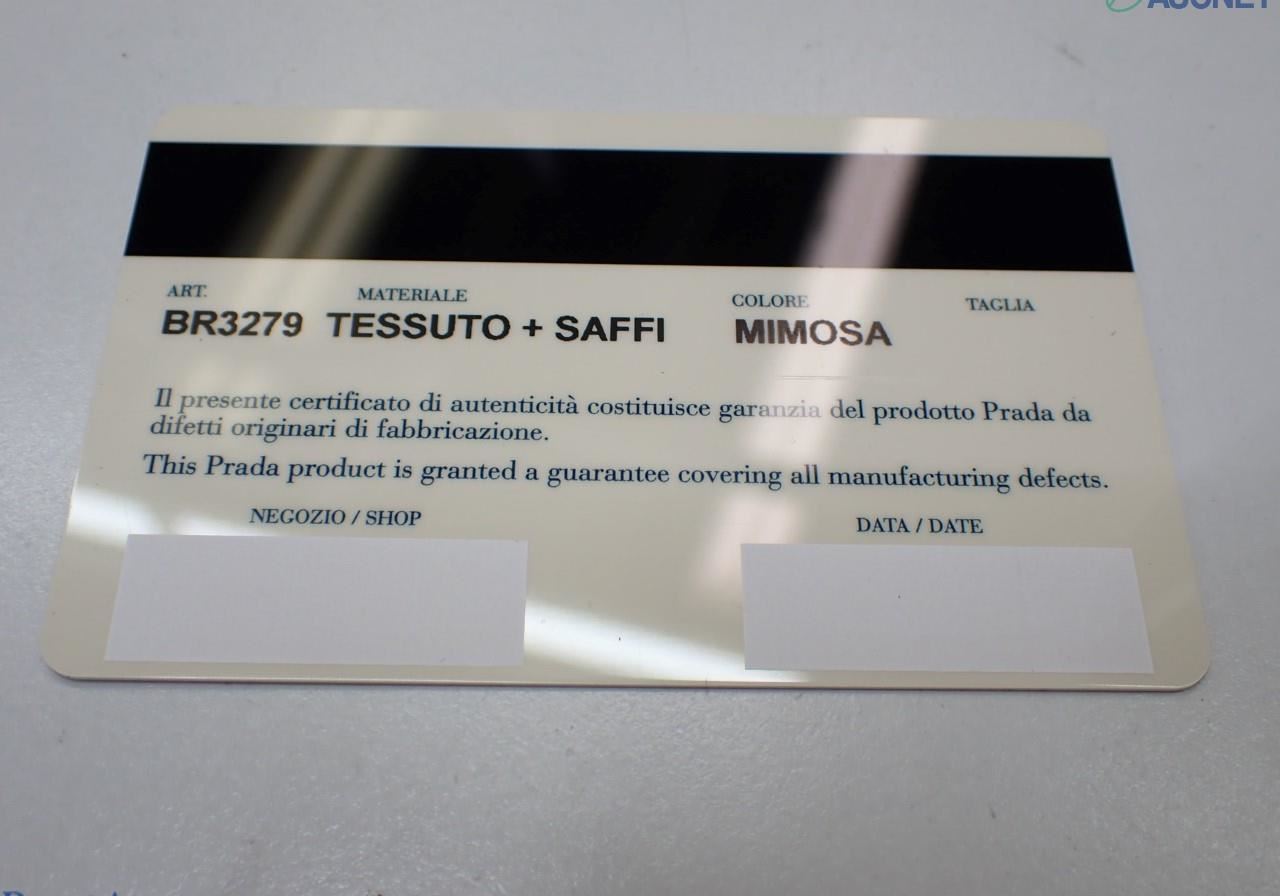 ART. MATERIALE COLORE TAGLIA
BR3279 TESSUTO + SAFFI MIMOSA
Il presente certificato di autenticità costituisce garanzia del prodotto Prada da
difetti originari di fabbricazione.
This Prada product is granted a guarantee covering all manufacturing defects.
NEGOZIO / SHOP DATA / DATE